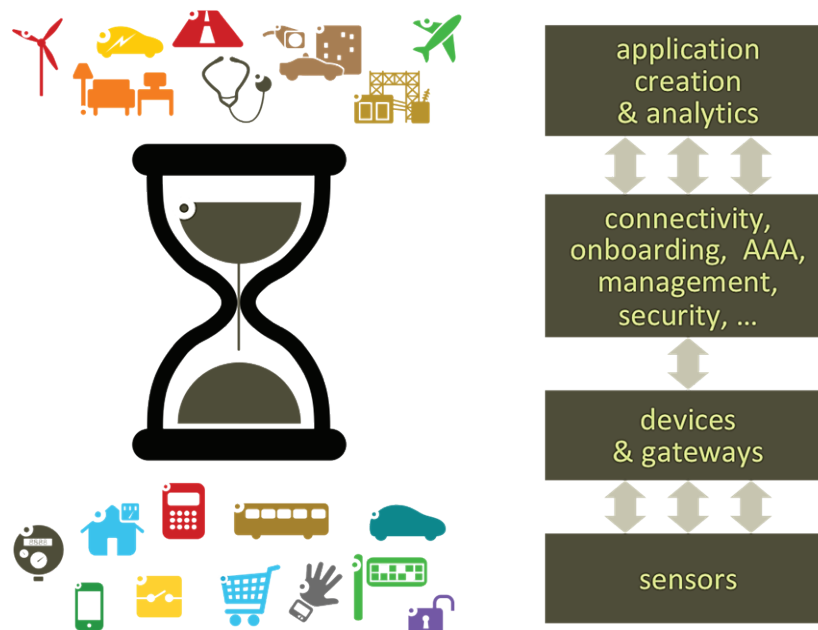 application
creation
& analytics
connectivity,
onboarding, AAA,
management,
security, ...
devices
& gateways
sensors